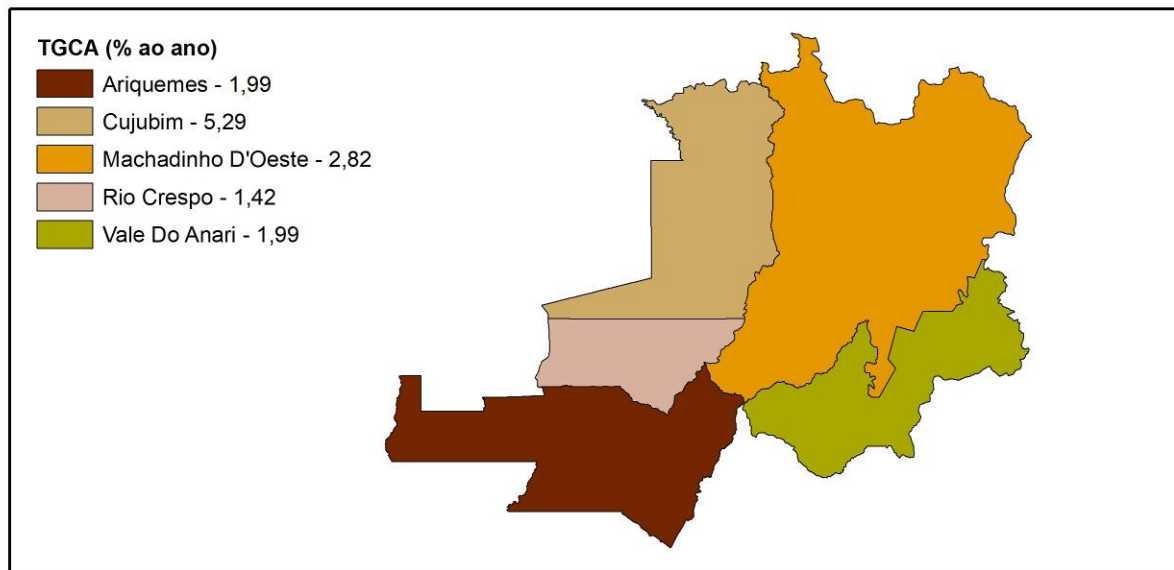 TGCA (% ao ano)
Ariquemes - 1,99
Cujubim - 5,29
Machadinho D'Oeste - 2,82
Rio Crespo - 1,42
Vale Do Anari - 1,99